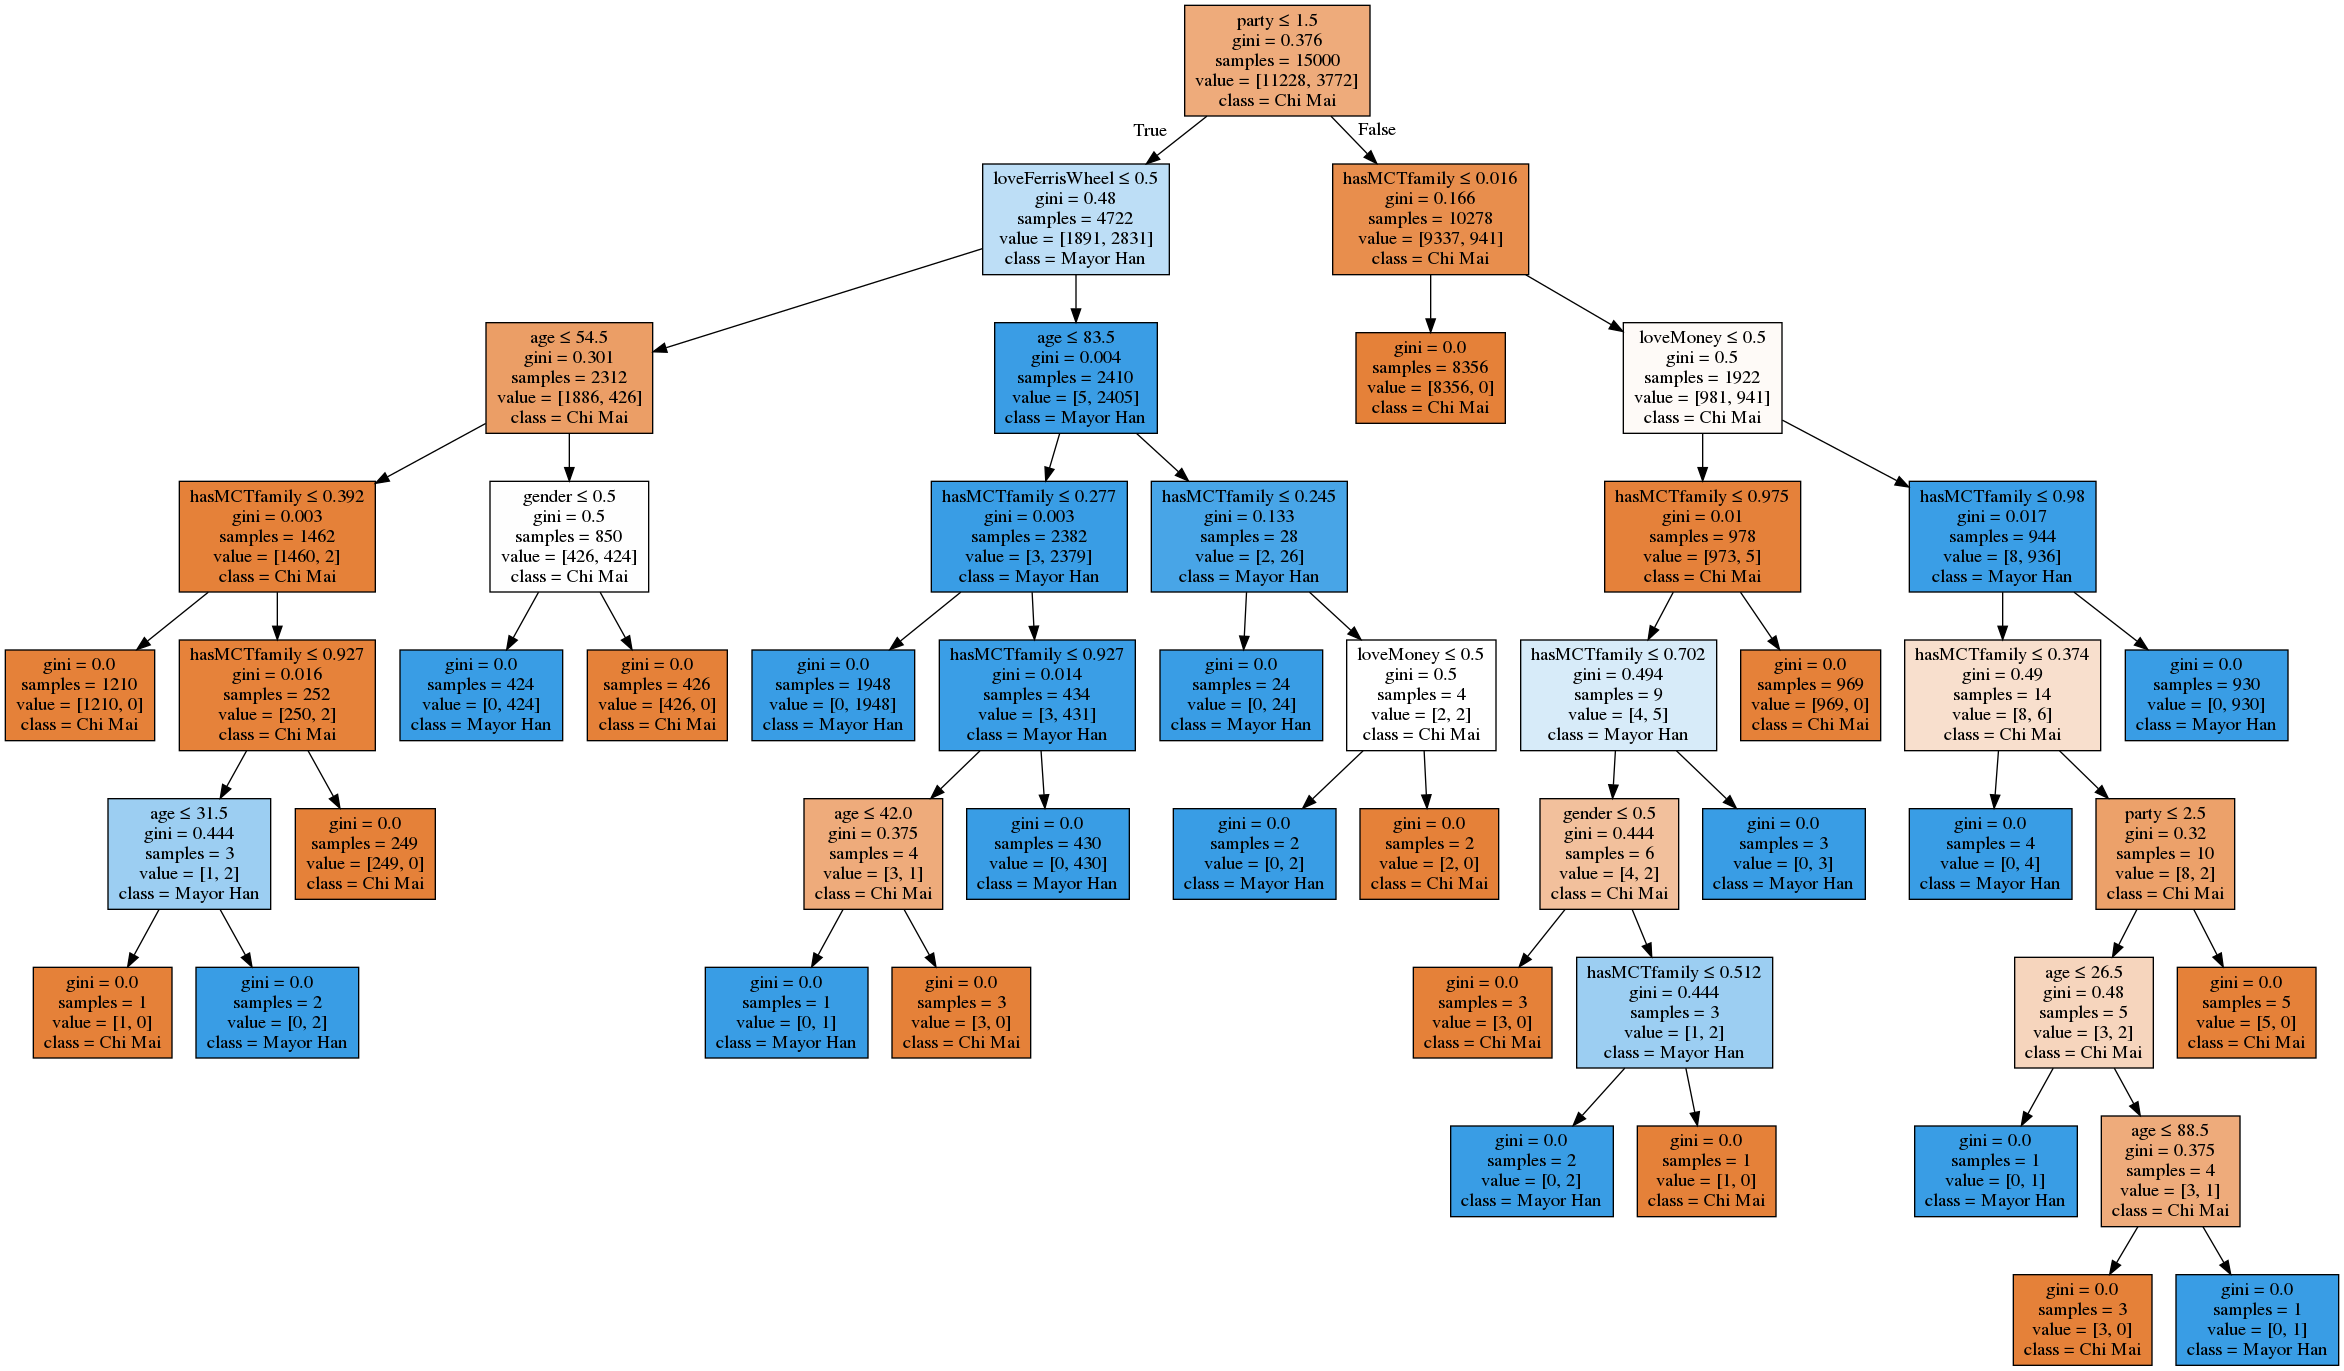 party ≤ 1.5
gini = 0.376
samples = 15000
value = [11228, 3772]
class = Chi Mai
True
False
loveFerrisWheel ≤ 0.5
gini = 0.48
samples = 4722
value = [1891, 2831]
class = Mayor Han
hasMCTfamily ≤ 0.016
gini = 0.166
samples = 10278
value = [9337, 941]
class = Chi Mai
age ≤ 54.5
gini = 0.301
samples = 2312
value = [1886, 426]
class = Chi Mai
age ≤ 83.5
gini = 0.004
samples = 2410
value = [5, 2405]
class = Mayor Han
gini = 0.0
samples = 8356
value = [8356, 0]
class = Chi Mai
loveMoney ≤ 0.5
gini = 0.5
samples = 1922
value = [981, 941]
class = Chi Mai
hasMCTfamily ≤ 0.392
gini = 0.003
samples = 1462
value = [1460, 2]
class = Chi Mai
gender ≤ 0.5
gini = 0.5
samples = 850
value = [426, 424]
class = Chi Mai
hasMCTfamily ≤ 0.277
gini = 0.003
samples = 2382
value = [3, 2379]
class = Mayor Han
hasMCTfamily ≤ 0.245
gini = 0.133
samples = 28
value = [2, 26]
class = Mayor Han
hasMCTfamily ≤ 0.975
gini = 0.01
samples = 978
value = [973, 5]
class = Chi Mai
hasMCTfamily ≤ 0.98
gini = 0.017
samples = 944
value = [8, 936]
class = Mayor Han
gini = 0.0
samples = 1210
value = [1210, 0]
class = Chi Mai
hasMCTfamily ≤ 0.927
gini = 0.016
samples = 252
value = [250, 2]
class = Chi Mai
gini = 0.0
samples = 424
value = [0, 424]
class = Mayor Han
gini = 0.0
samples = 426
value = [426, 0]
class = Chi Mai
gini = 0.0
samples = 1948
value = [0, 1948]
class = Mayor Han
hasMCTfamily ≤ 0.927
gini = 0.014
samples = 434
value = [3, 431]
class = Mayor Han
gini = 0.0
samples = 24
value = [0, 24]
class = Mayor Han
loveMoney ≤ 0.5
gini = 0.5
samples = 4
value = [2, 2]
class = Chi Mai
hasMCTfamily ≤ 0.702
gini = 0.494
samples = 9
value = [4, 5]
class = Mayor Han
gini = 0.0
samples = 969
value = [969, 0]
class = Chi Mai
hasMCTfamily ≤ 0.374
gini = 0.49
samples = 14
value = [8, 6]
class = Chi Mai
gini = 0.0
samples = 930
value = [0, 930]
class = Mayor Han
age ≤ 31.5
gini = 0.444
samples = 3
value = [1, 2]
class = Mayor Han
gini = 0.0
samples = 249
value = [249, 0]
class = Chi Mai
age ≤ 42.0
gini = 0.375
samples = 4
value = [3, 1]
class = Chi Mai
gini = 0.0
samples = 430
value = [0, 430]
class = Mayor Han
gini = 0.0
samples = 2
value = [0, 2]
class = Mayor Han
gini = 0.0
samples = 2
value = [2, 0]
class = Chi Mai
gender ≤ 0.5
gini = 0.444
samples = 6
value = [4, 2]
class = Chi Mai
gini = 0.0
samples = 3
value = [0, 3]
class = Mayor Han
gini = 0.0
samples = 4
value = [0, 4]
class = Mayor Han
party ≤ 2.5
gini = 0.32
samples = 10
value = [8, 2]
class = Chi Mai
gini = 0.0
samples = 1
value = [1, 0]
class = Chi Mai
gini = 0.0
samples = 2
value = [0, 2]
class = Mayor Han
gini = 0.0
samples = 1
value = [0, 1]
class = Mayor Han
gini = 0.0
samples = 3
value = [3, 0]
class = Chi Mai
gini = 0.0
samples = 3
value = [3, 0]
class = Chi Mai
hasMCTfamily ≤ 0.512
gini = 0.444
samples = 3
value = [1, 2]
class = Mayor Han
age ≤ 26.5
gini = 0.48
samples = 5
value = [3, 2]
class = Chi Mai
gini = 0.0
samples = 5
value = [5, 0]
class = Chi Mai
gini = 0.0
samples = 2
value = [0, 2]
class = Mayor Han
gini = 0.0
samples = 1
value = [1, 0]
class = Chi Mai
gini = 0.0
samples = 1
value = [0, 1]
class = Mayor Han
age ≤ 88.5
gini = 0.375
samples = 4
value = [3, 1]
class = Chi Mai
gini = 0.0
samples = 3
value = [3, 0]
class = Chi Mai
gini = 0.0
samples = 1
value = [0, 1]
class = Mayor Han